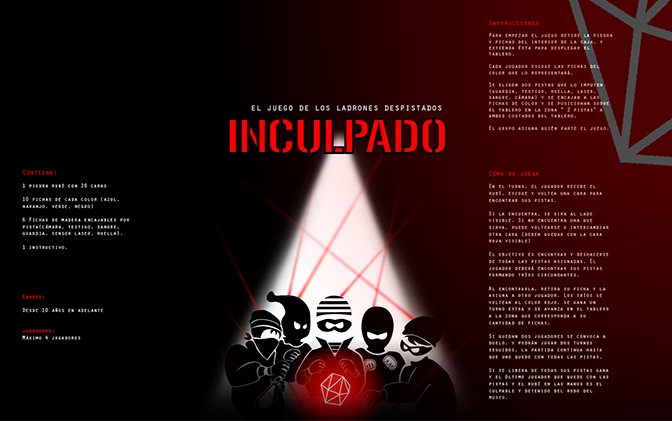 EL JUEGO DE LOS LADRONES DESPISTADOS
INCULPADO
Contiene:
1 piedra rubí con 20 caras
10 fichas de cada color (azul,
naranjo, verde, negro)
6 Fichas de madera encajables por
pista(cámara, testigo, sangre,
guardia, sensor laser, huella).
1 instructivo.
Edades:
Desde 10 años en adelante
jugadores:
Máximo 4 jugadores
Instrucciones
Para empezar el juego retire la piedra
y fichas del interior de la caja, y
extienda ésta para desplegar el
tablero.
Cada jugador escoge las fichas del
color que lo representará.
Se eligen dos pistas que lo imputen
(guardia, testigo, huella, laser,
sangre, cámara) y se encajan a las
fichas de color y se posicionan sobre
el tablero en la zona " 2 pistas" a
ambos costados del tablero.
El grupo asigna quién parte el juego.
Cómo se juega
En el turno, el jugador recibe el
rubí, escoge y voltea una cara para
encontrar sus pistas.
Si la encuentra, se gira al lado
visible. Si no encuentra una que
sirva, puede voltearse o intercambiar
otra cara (deben quedar con la cara
roja visible)
El objetivo es encontrar y deshacerse
de todas las pistas asignadas. El
jugador deberá encontrar sus pistas
formando tríos circundantes.
Al encontrarla, retira su ficha y la
asigna a otro jugador. Los tríos se
voltean al color rojo, se gana un
turno extra y se avanza en el tablero
a la zona que corresponda a su
cantidad de fichas.
Si quedan dos jugadores se convoca a
duelo, y podrán jugar dos turnos
seguidos, la partida continua hasta
que uno quede con todas las pistas.
Si se libera de todas sus pistas gana
y el último jugador que quede con las
pistas y el rubí en las manos es el
culpable y detenido del robo del
museo.